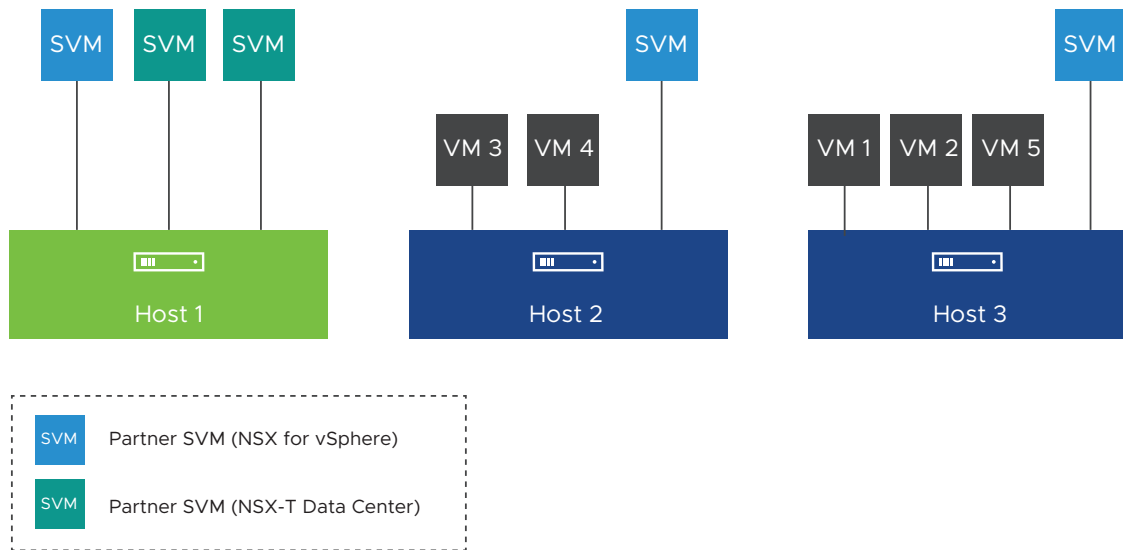 SVM SVM SVM SVM SVM
VM 3 VM 4 VM 1 VM 2 VM 5
Host 1 Host 2 Host 3
SVM Partner SVM (NSX for vSphere)
SVM Partner SVM (NSX-T Data Center)